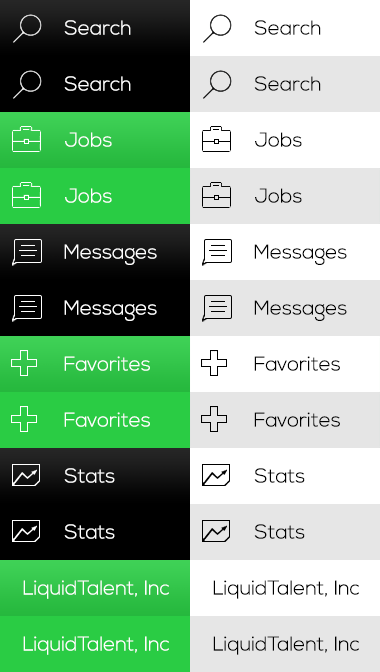 Search Search
Search Search
Jobs Jobs
Jobs Jobs
Messages Messages
Messages Messages
Favorites Favorites
Favorites Favorites
Stats Stats
Stats Stats
LiquidTalent, Inc LiquidTalent, Inc
LiquidTalent, Inc LiquidTalent, Inc